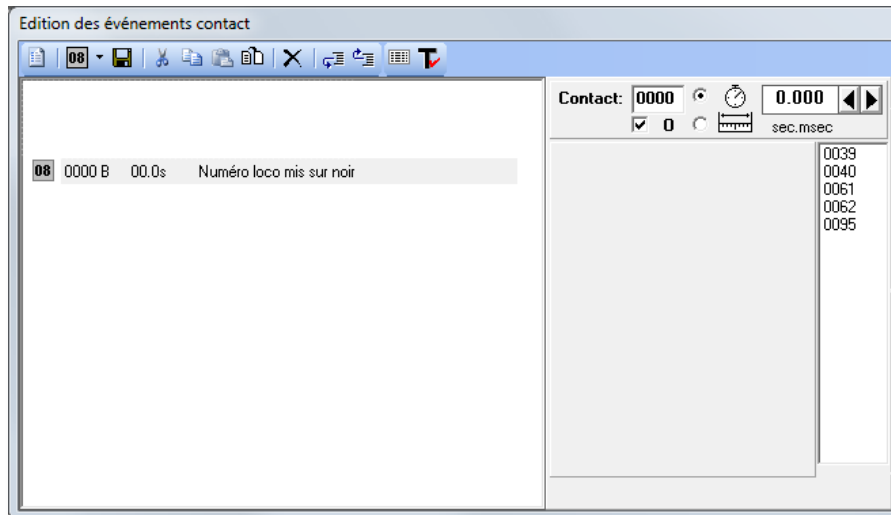 Edition des événements contact
08
Contact: 0000 0.000
0 sec.msec
08 0000 B 00.0s Numéro loco mis sur noir
0039
0040
0061
0062
0095